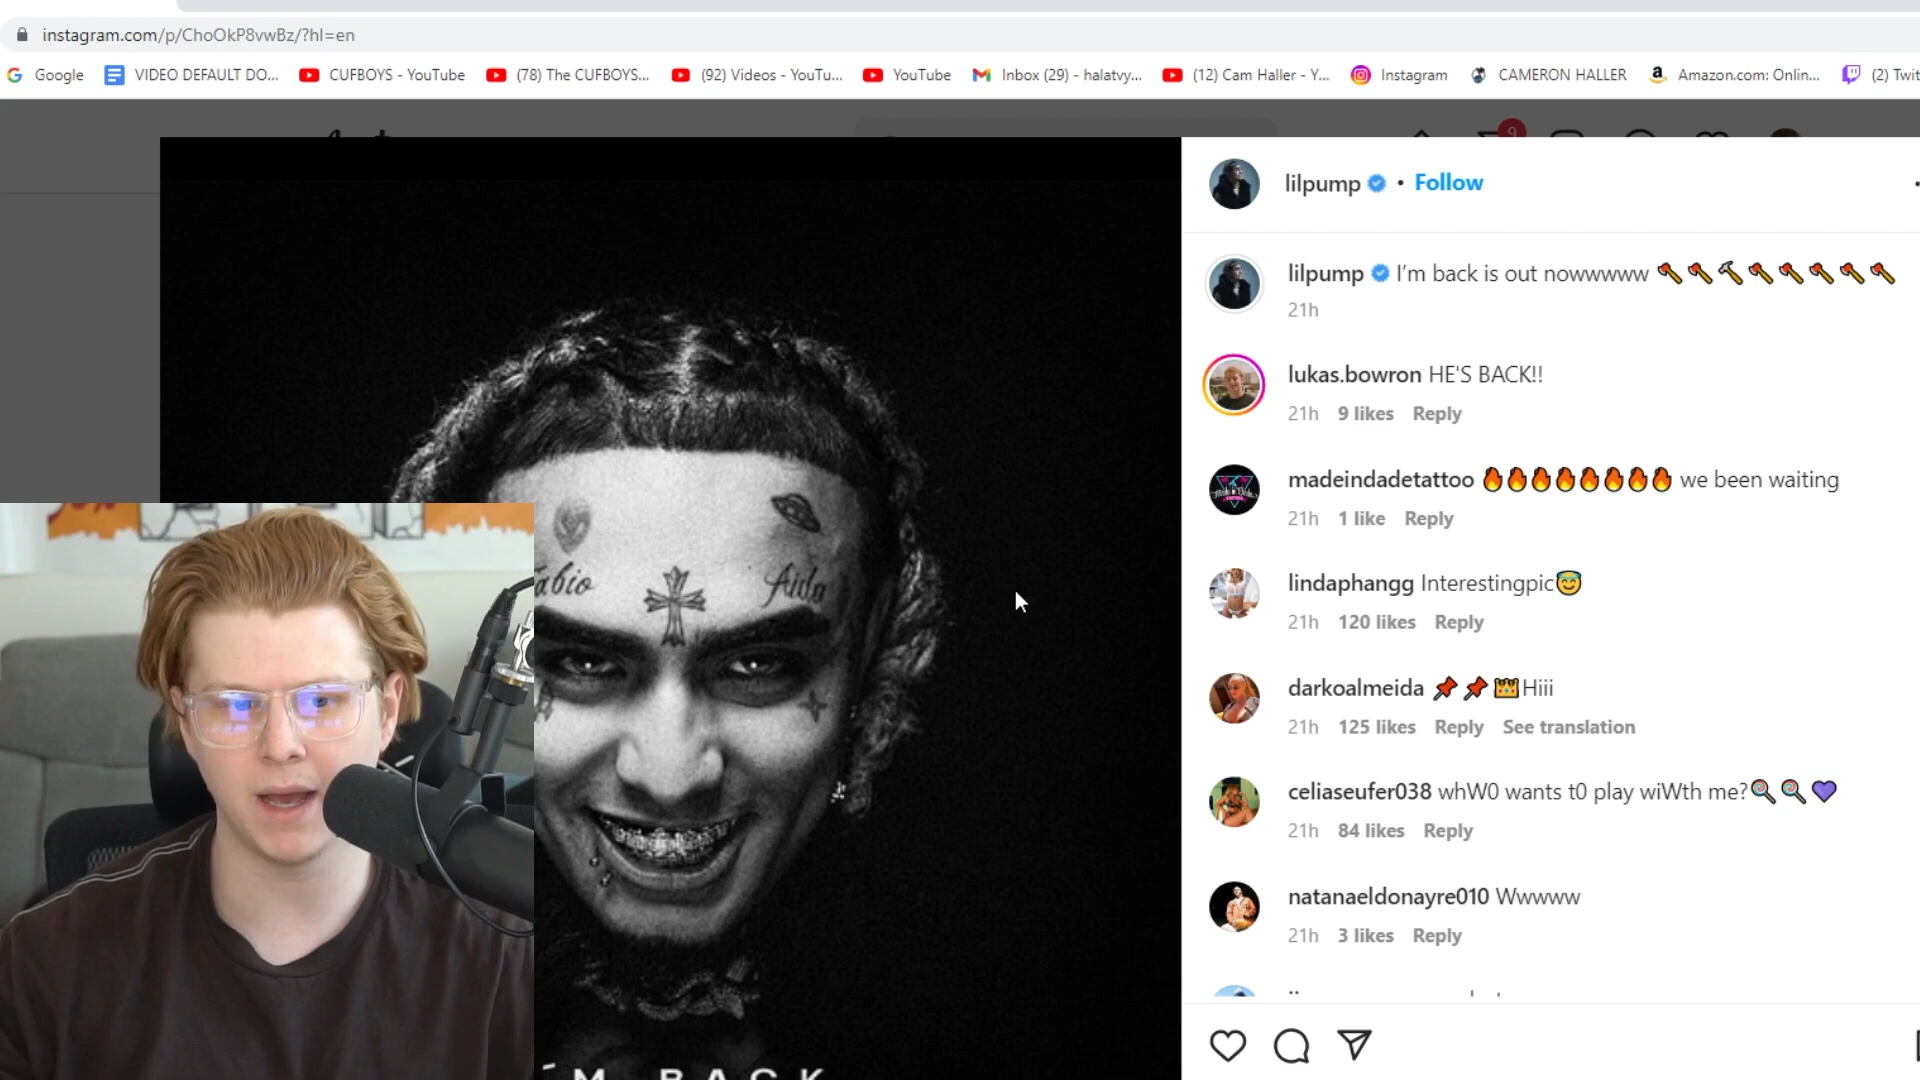 instagram.com/p/ChoOkP8vwBz/?hl=en
Google VIDEO DEFAULT DO... CUFBOYS - YouTube (78) The CUFBOYS... (92) Videos - YouTu... YouTube Inbox (29) - halatvy... (12) Cam Haller - Y... Instagram CAMERON HALLER Amazon.com: Onlin... (2) Twit
9
lilpump • Follow
lilpump I'm back is out nowwwww 🪓🪓🔨🪓🪓🪓🪓🪓
21h
lukas.bowron HE'S BACK!!
21h 9 likes Reply
madeindadetattoo 🔥🔥🔥🔥🔥🔥🔥🔥 we been waiting
21h 1 like Reply
lindaphangg Interestingpic😇
21h 120 likes Reply
darkoalmeida 📌📌👑Hiii
21h 125 likes Reply See translation
celiaseufer038 whW0 wants t0 play wiWth me?🍭🍭💜
21h 84 likes Reply
natanaeldonayre010 Wwwww
21h 3 likes Reply
abio
Aida
I'M BACK